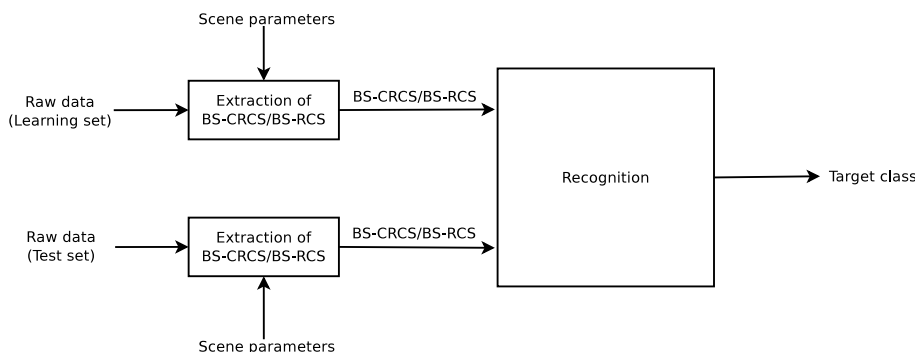 Scene parameters
Raw data
(Learning set)
Extraction of
BS-CRCS/BS-RCS
BS-CRCS/BS-RCS
Recognition
Target class
Raw data
(Test set)
Extraction of
BS-CRCS/BS-RCS
BS-CRCS/BS-RCS
Scene parameters